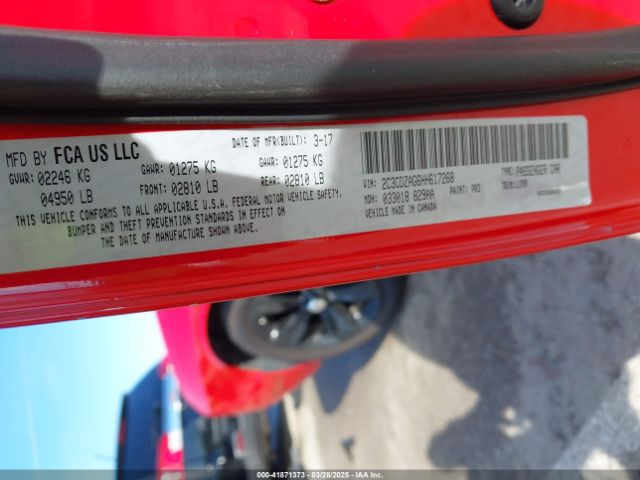 MFD BY FCA US LLC
DATE OF MFR(BUILT): 3-17
GVWR: 02246 KG
04950 LB
GAWR: 01275 KG
FRONT: 02810 LB
GAWR: 01275 KG
REAR: 02810 LB
THIS VEHICLE CONFORMS TO ALL APPLICABLE U.S.A. FEDERAL MOTOR VEHICLE SAFETY,
BUMPER AND THEFT PREVENTION STANDARDS IN EFFECT ON
THE DATE OF MANUFACTURE SHOWN ABOVE.
VIN: 2C3CDZAG6HH617268
TYPE: PASSENGER CAR
MDH: 033010 829AA
PAINT: PR3
TRIM:
VEHICLE MADE IN CANADA
00-41871373 | 03/28/2025 - IAA Inc.